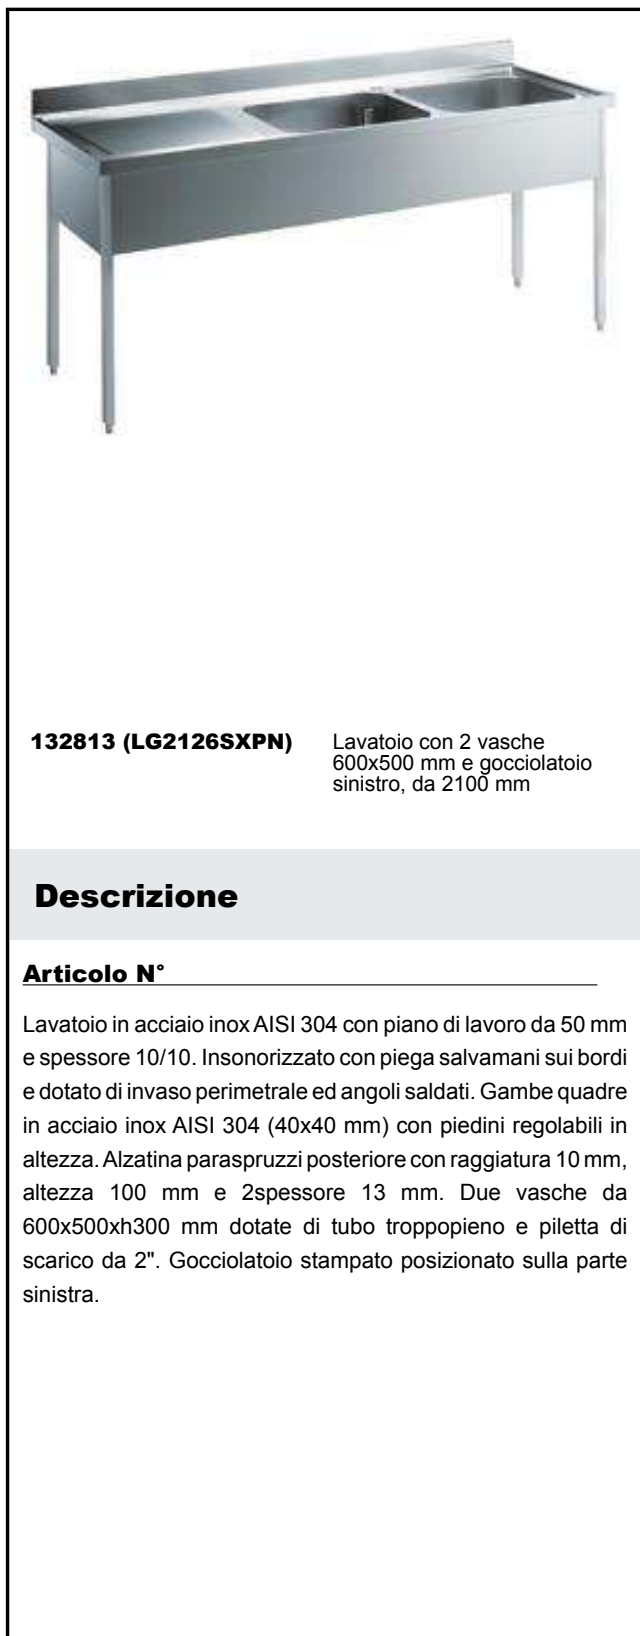 132813 (LG2126SXPN)
Lavatoio con 2 vasche
600x500 mm e gocciolatoio
sinistro, da 2100 mm
Descrizione
Articolo N°
Lavatoio in acciaio inox AISI 304 con piano di lavoro da 50 mm
e spessore 10/10. Insonorizzato con piega salvamani sui bordi
e dotato di invaso perimetrale ed angoli saldati. Gambe quadre
in acciaio inox AISI 304 (40x40 mm) con piedini regolabili in
altezza. Alzatina paraspruzzi posteriore con raggiatura 10 mm,
altezza 100 mm e 2spessore 13 mm. Due vasche da
600x500xh300 mm dotate di tubo troppopieno e piletta di
scarico da 2". Gocciolatoio stampato posizionato sulla parte
sinistra.